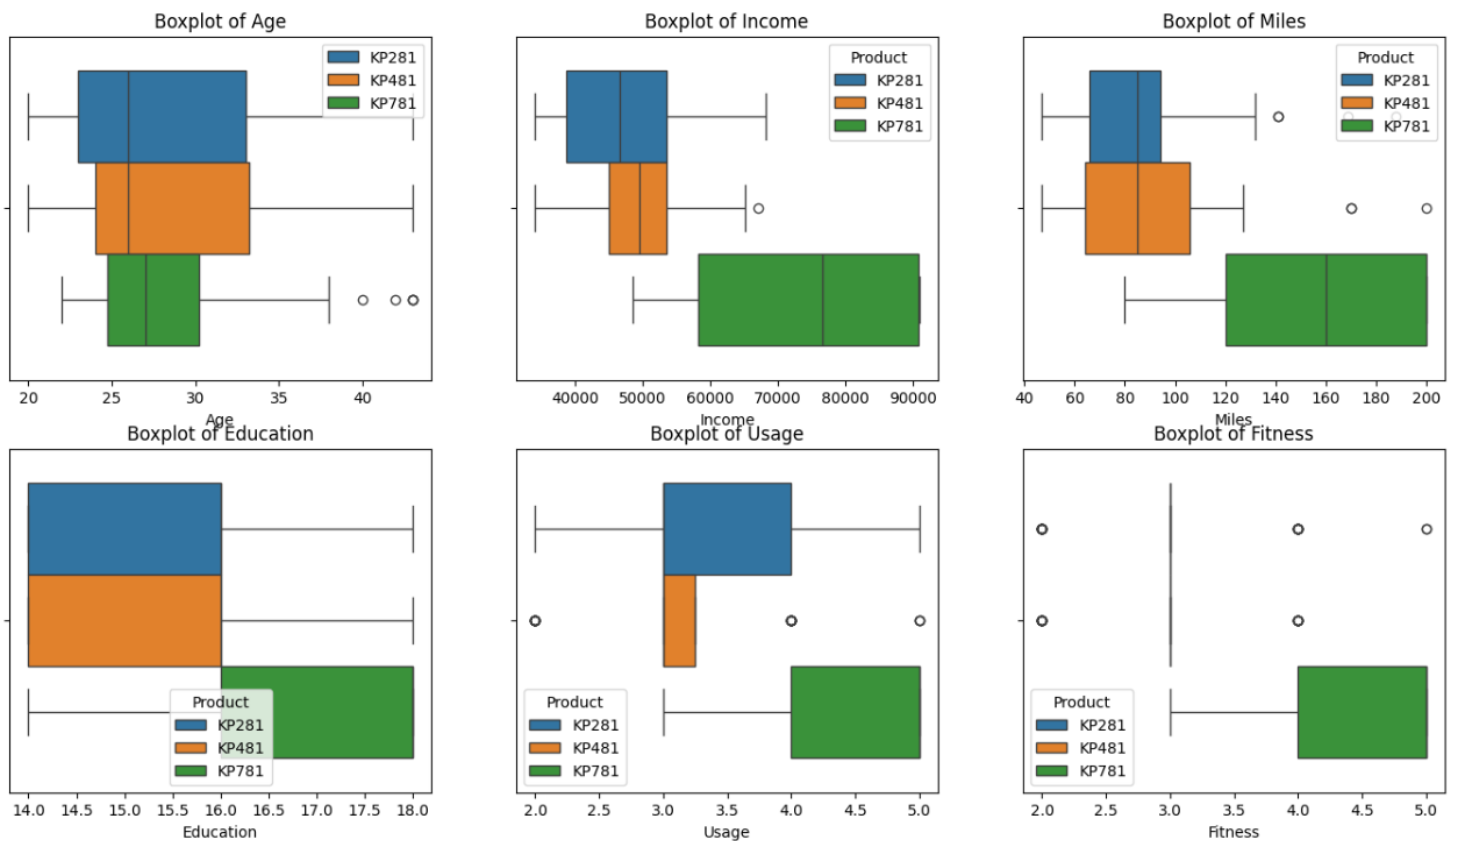 Boxplot of Age
KP281
KP481
KP781
20 25 30 35 40
Age
Boxplot of Income
Product
KP281
KP481
KP781
40000 50000 60000 70000 80000 90000
Income
Boxplot of Miles
Product
KP281
KP481
KP781
40 60 80 100 120 140 160 180 200
Miles
Boxplot of Education
Product
KP281
KP481
KP781
14.0 14.5 15.0 15.5 16.0 16.5 17.0 17.5 18.0
Education
Boxplot of Usage
Product
KP281
KP481
KP781
2.0 2.5 3.0 3.5 4.0 4.5 5.0
Usage
Boxplot of Fitness
Product
KP281
KP481
KP781
2.0 2.5 3.0 3.5 4.0 4.5 5.0
Fitness